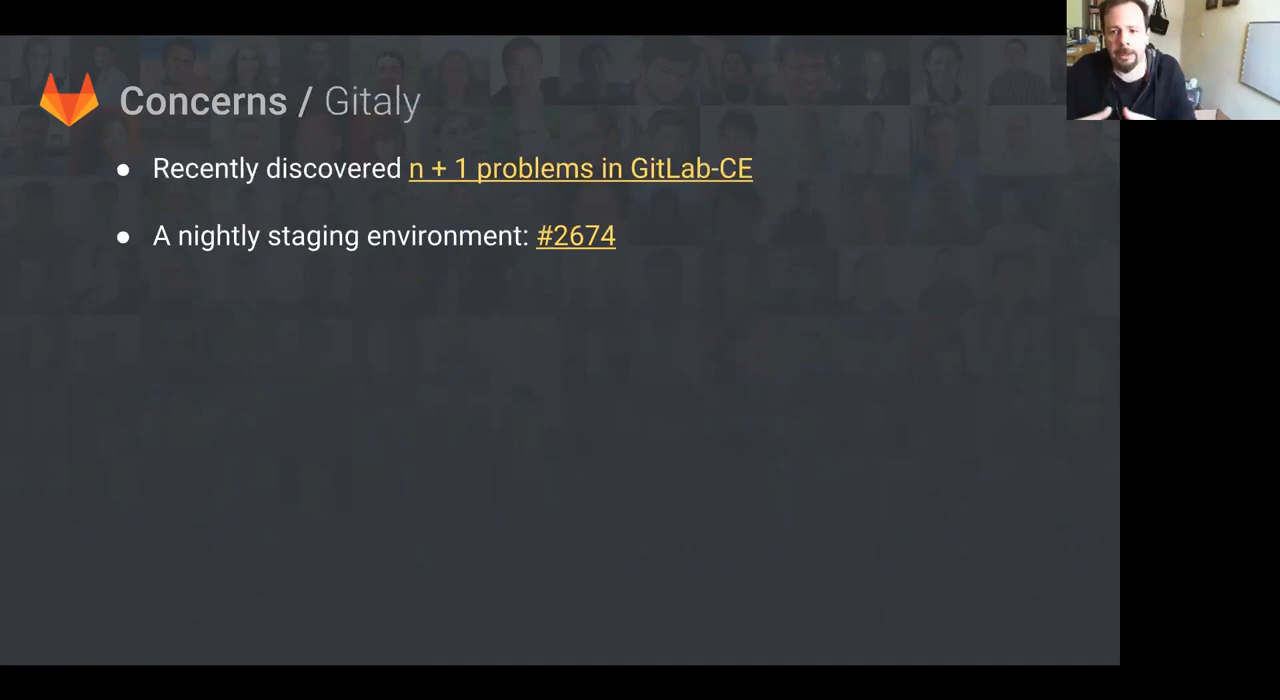 Concerns / Gitaly
● Recently discovered n + 1 problems in GitLab-CE
● A nightly staging environment: #2674